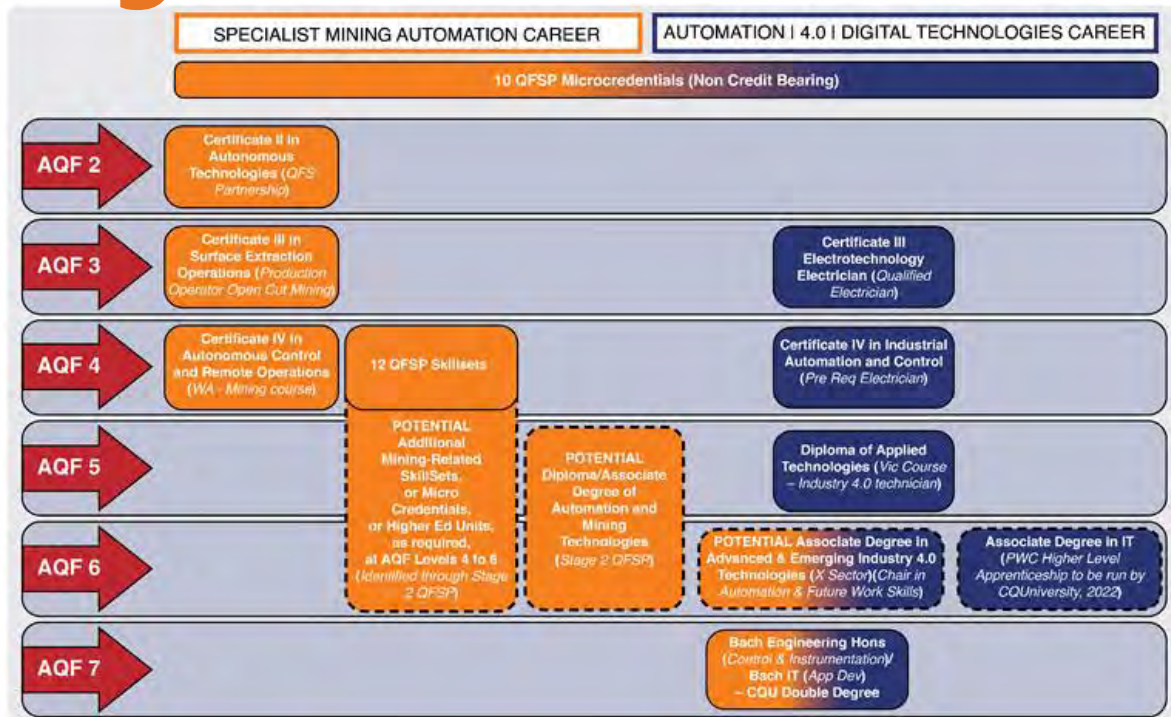 SPECIALIST MINING AUTOMATION CAREER
AUTOMATION | 4.0 | DIGITAL TECHNOLOGIES CAREER
10 QFSP Microcredentials (Non Credit Bearing)
AQF 2
Certificate II in
Autonomous
Technologies (QFS
Partnership)
AQF 3
Certificate III in
Surface Extraction
Operations (Production
Operator Open Cut Mining)
Certificate III
Electrotechnology
Electrician (Qualified
Electrician)
AQF 4
Certificate IV in
Autonomous Control
and Remote Operations
(WA - Mining course)
12 QFSP Skillsets
Certificate IV in Industrial
Automation and Control
(Pre Req Electrician)
AQF 5
POTENTIAL
Additional
Mining-Related
SkillSets,
or Micro
Credentials,
or Higher Ed Units,
as required,
at AQF Levels 4 to 6
(Identified through Stage
2 QFSP)
POTENTIAL
Diploma/Associate
Degree of
Automation and
Mining
Technologies
(Stage 2 QFSP)
Diploma of Applied
Technologies (Vic Course
– Industry 4.0 technician)
AQF 6
POTENTIAL Associate Degree in
Advanced & Emerging Industry 4.0
Technologies (X Sector)(Chair in
Automation & Future Work Skills)
Associate Degree in IT
(PWC Higher Level
Apprenticeship to be run by
CQUniversity, 2022)
AQF 7
Bach Engineering Hons
(Control & Instrumentation)/
Bach IT (App Dev)
– CQU Double Degree